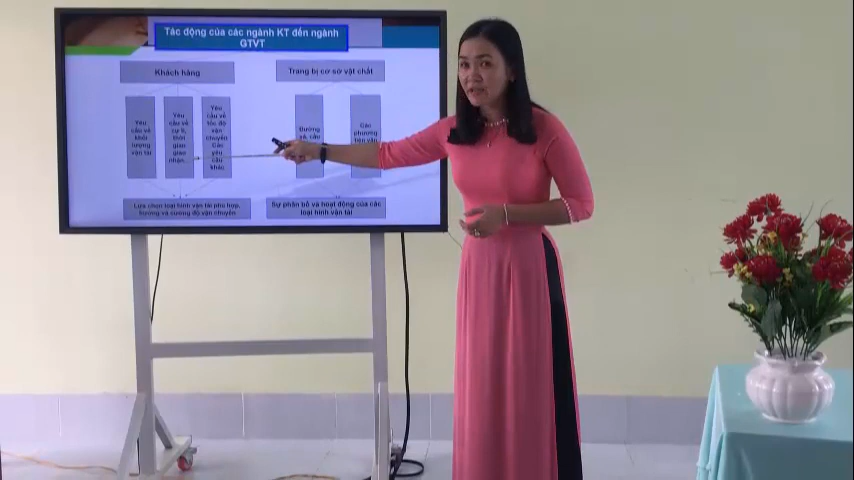 Tác động của các ngành KT đến ngành
GTVT
Khách hàng
Trang bị cơ sở vật chất
Yêu
cầu về
khối
lượng
vận tải
Yêu
cầu về
cự li,
thời
gian
giao
nhận,
Yêu
cầu về
tốc độ
vận
chuyển
Các
yêu
cầu
khác
Đường
Các
phương
tiện vận
Lựa chọn loại hình vận tải phù hợp,
hướng và cường độ vận chuyển
Sự phân bố và hoạt động của các
loại hình vận tải